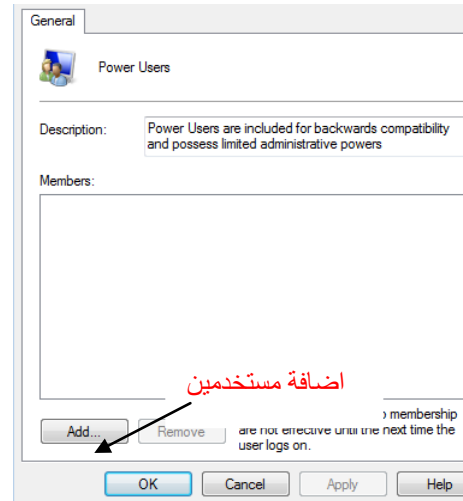 General
Power Users
Description:
Power Users are included for backwards compatibility
and possess limited administrative powers
Members:
اضافة مستخدمين
membership
are not effective until the next time the
user logs on.
Add...
Remove
OK
Cancel
Apply
Help